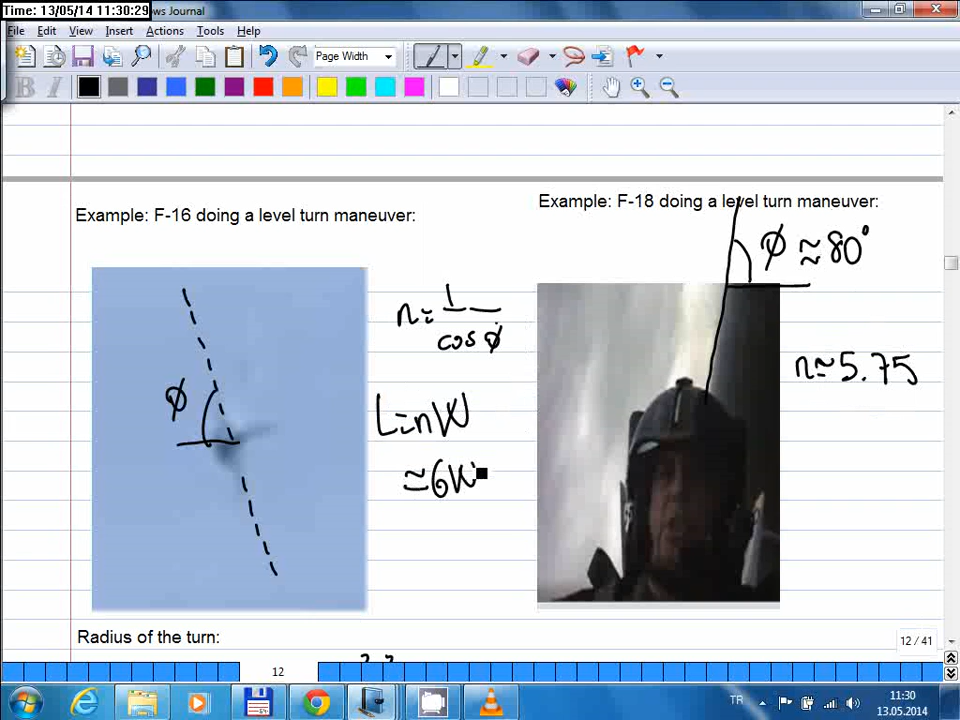 Time: 13/05/14 11:30:29
ws Journal
File Edit View Insert Actions Tools Help
Page Width
B I
Example: F-16 doing a level turn maneuver:
Example: F-18 doing a level turn maneuver:
ϕ ≈ 80°
n = 1 / cos ϕ
n ≈ 5.75
ϕ
L = nW
≈ 6W
Radius of the turn:
12 / 41
12
TR
11:30
13.05.2014